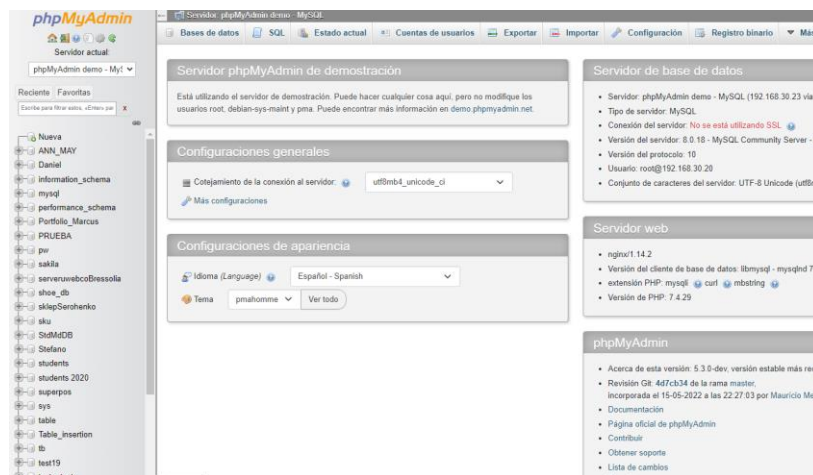 phpMyAdmin
Servidor actual:
phpMyAdmin demo - My
Reciente Favoritas
Escribe para filtrar estos, «Enter» par X
Nueva
ANN_MAY
Daniel
information_schema
mysql
performance_schema
Portfolio_Marcus
PRUEBA
pw
sakila
serveruwebcoBressolia
shoe_db
sklepSerohenko
sku
StdMdDB
Stefano
students
students 2020
superpos
sys
table
Table_insertion
tb
test19
Servidor: phpMyAdmin demo - MySQL
Bases de datos SQL Estado actual Cuentas de usuarios Exportar Importar Configuración Registro binario Más
Servidor phpMyAdmin de demostración
Está utilizando el servidor de demostración. Puede hacer cualquier cosa aquí, pero no modifique los
usuarios root, debian-sys-maint y pma. Puede encontrar más información en demo.phpmyadmin.net.
Configuraciones generales
Cotejamiento de la conexión al servidor: utf8mb4_unicode_ci
Más configuraciones
Configuraciones de apariencia
Idioma (Language) Español - Spanish
Tema pmahomme Ver todo
Servidor de base de datos
Servidor: phpMyAdmin demo - MySQL (192.168.30.23 via
Tipo de servidor: MySQL
Conexión del servidor: No se está utilizando SSL
Versión del servidor: 8.0.18 - MySQL Community Server -
Versión del protocolo: 10
Usuario: root@192.168.30.20
Conjunto de caracteres del servidor: UTF-8 Unicode (utf8
Servidor web
nginx/1.14.2
Versión del cliente de base de datos: libmysql - mysqlnd 7
extensión PHP: mysqli curl mbstring
Versión de PHP: 7.4.29
phpMyAdmin
Acerca de esta versión: 5.3.0-dev, versión estable más re
Revisión Git: 4d7cb34 de la rama master,
incorporada el 15-05-2022 a las 22:27:03 por Mauricio Me
Documentación
Página oficial de phpMyAdmin
Contribuir
Obtener soporte
Lista de cambios